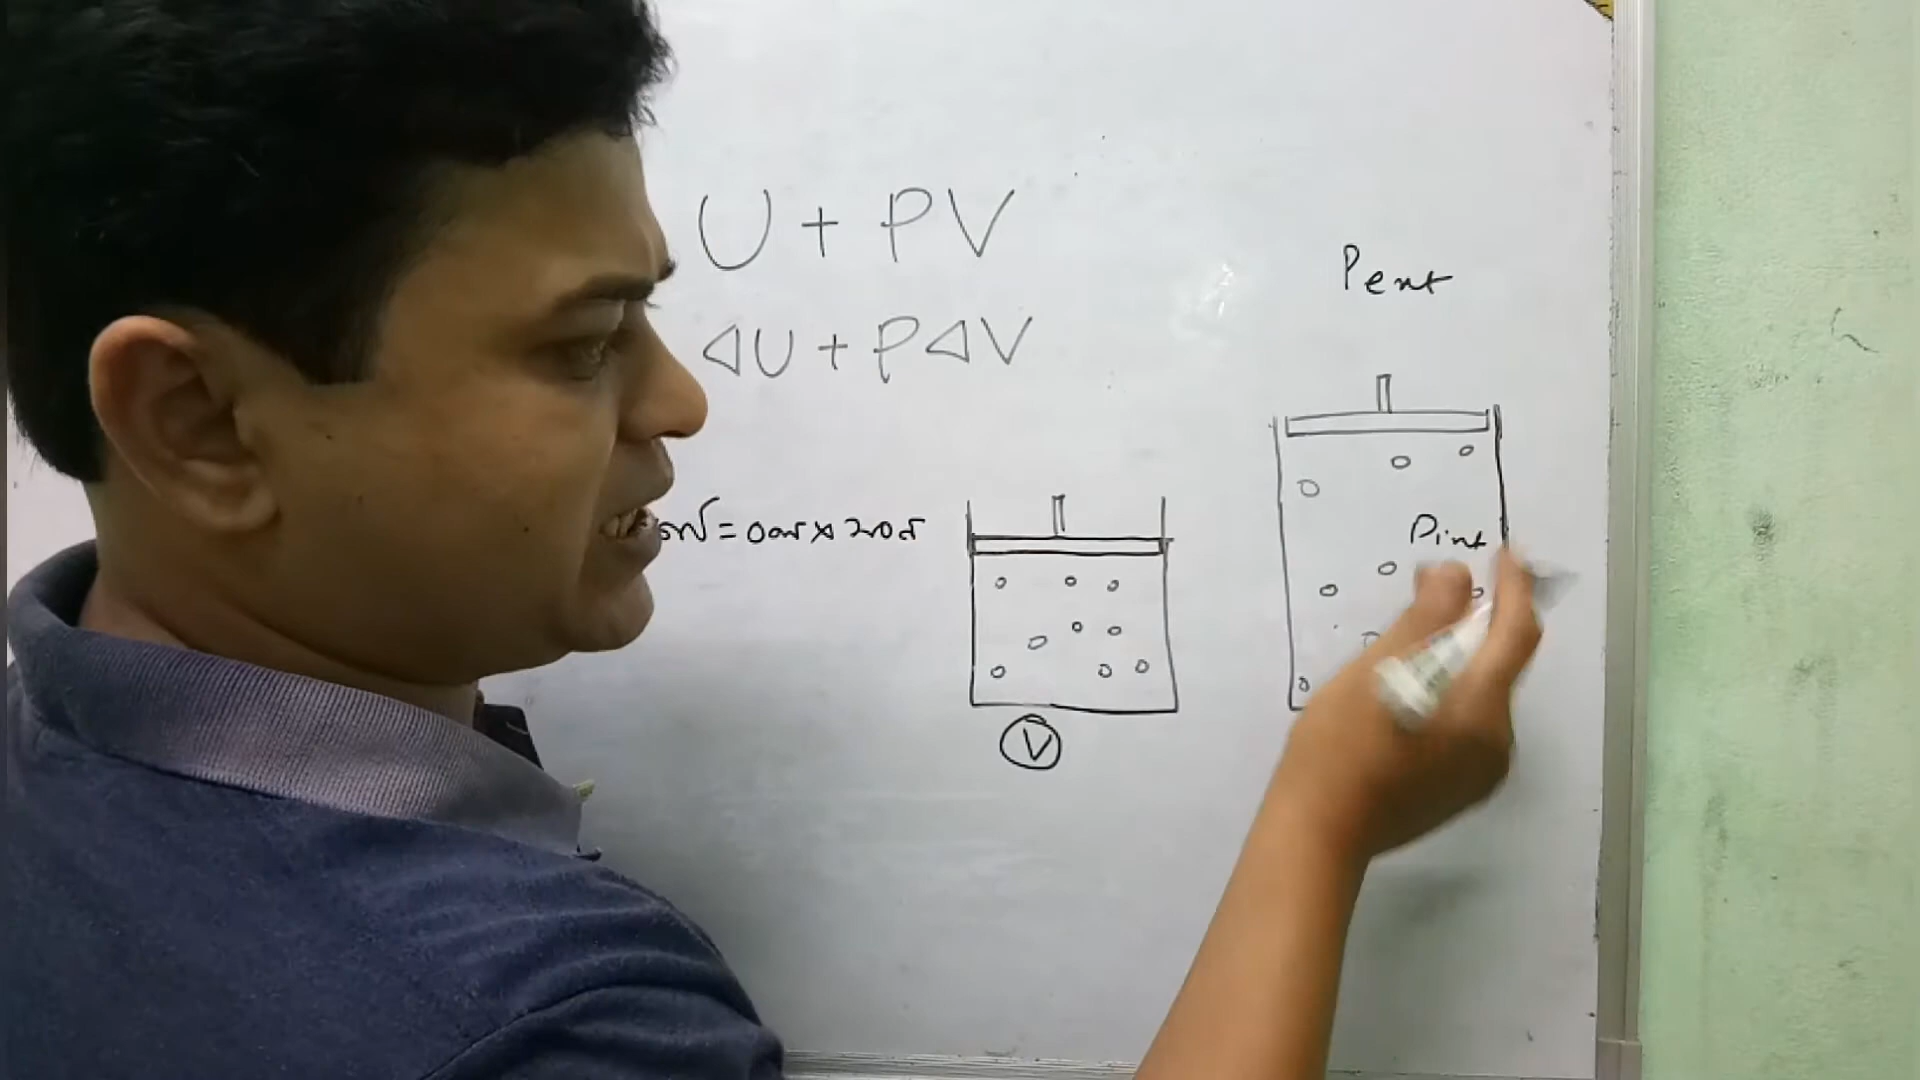 U + PV
Pext
ΔU + PΔV
Pint
V